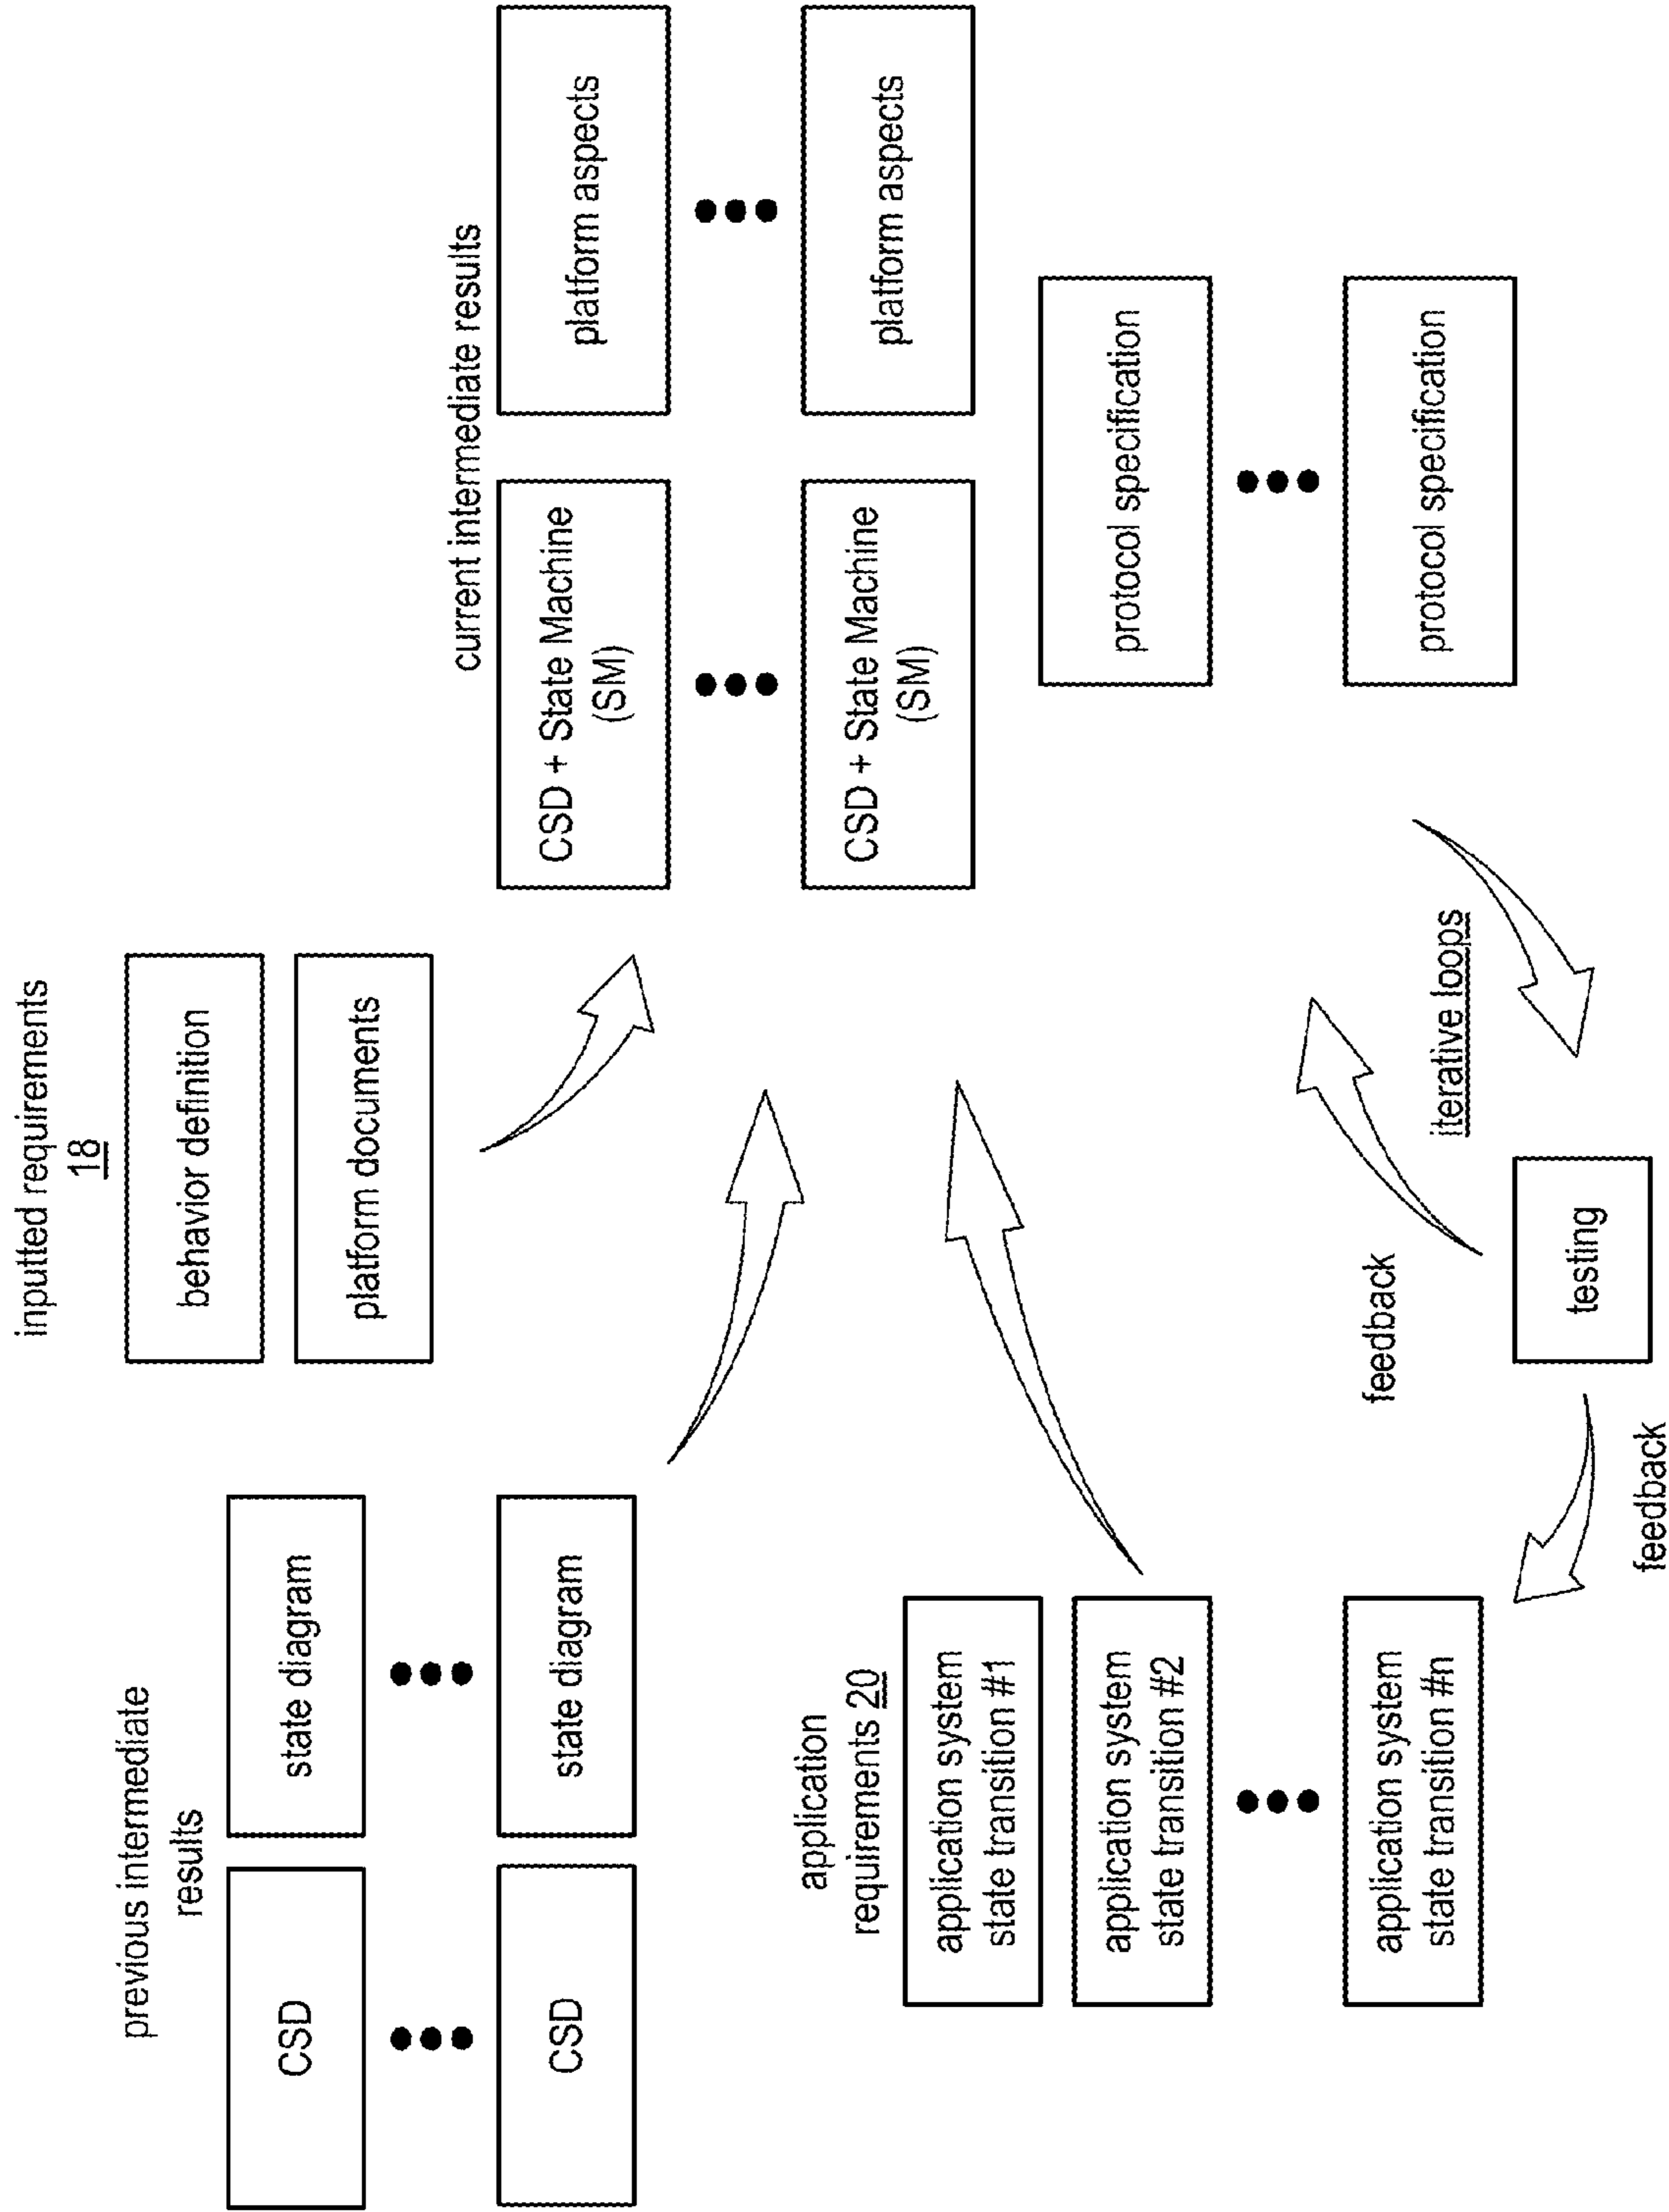 previous intermediate
results
CSD
state diagram
CSD
state diagram
inputted requirements
18
behavior definition
platform documents
current intermediate results
CSD + State Machine
(SM)
platform aspects
CSD + State Machine
(SM)
platform aspects
application
requirements 20
application system
state transition #1
application system
state transition #2
application system
state transition #n
protocol specification
protocol specification
feedback
iterative loops
testing
feedback